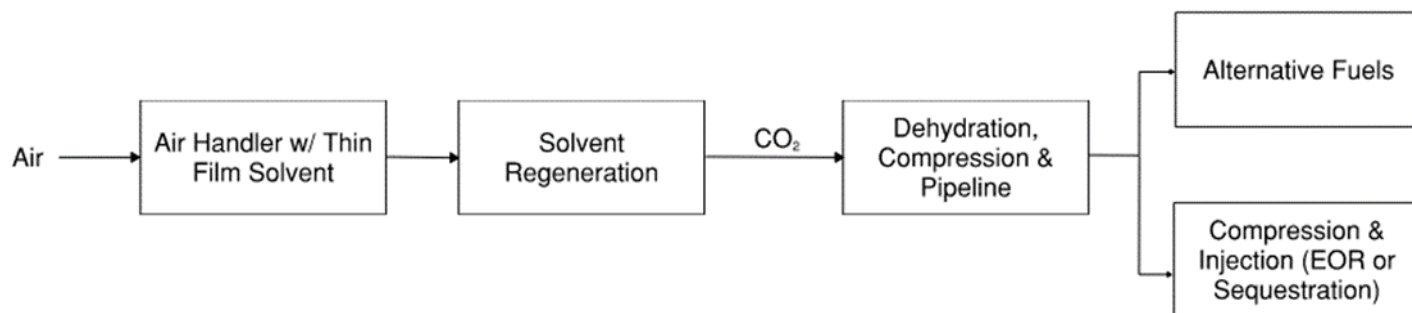 Air
Air Handler w/ Thin
Film Solvent
Solvent
Regeneration
CO₂
Dehydration,
Compression &
Pipeline
Alternative Fuels
Compression &
Injection (EOR or
Sequestration)